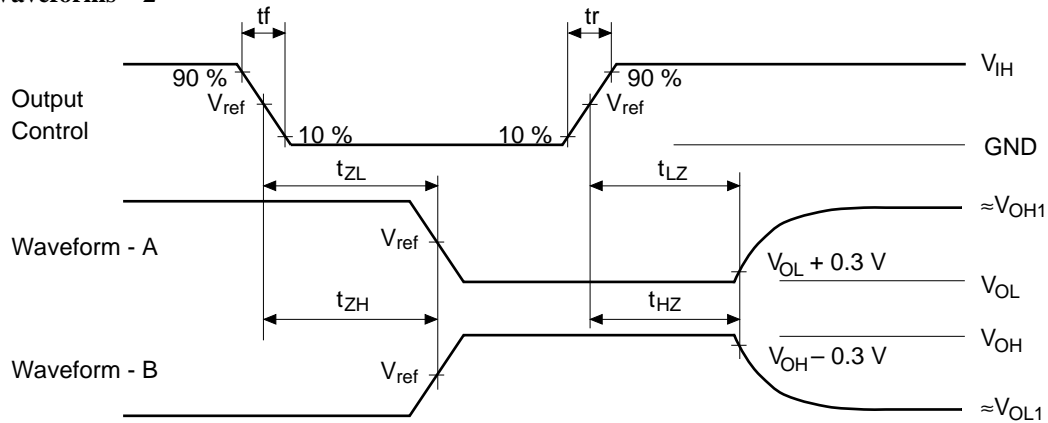 Waveforms – 2
tf
tr
90 %
90 %
V_IH
Output
Control
V_ref
V_ref
10 %
10 %
GND
t_ZL
t_LZ
≈V_OH1
Waveform - A
V_ref
V_OL + 0.3 V
V_OL
t_ZH
t_HZ
V_OH
Waveform - B
V_ref
V_OH – 0.3 V
≈V_OL1